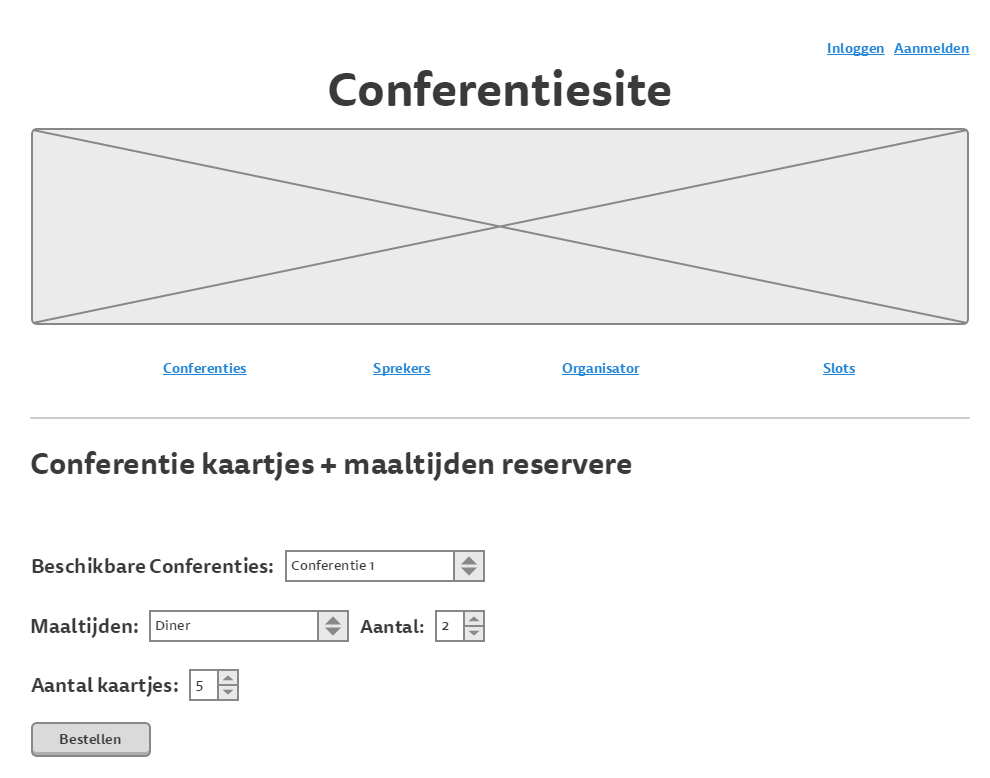 Inloggen Aanmelden
Conferentiesite
Conferenties Sprekers Organisator Slots
Conferentie kaartjes + maaltijden reservere
Beschikbare Conferenties: Conferentie 1
Maaltijden: Diner Aantal: 2
Aantal kaartjes: 5
Bestellen